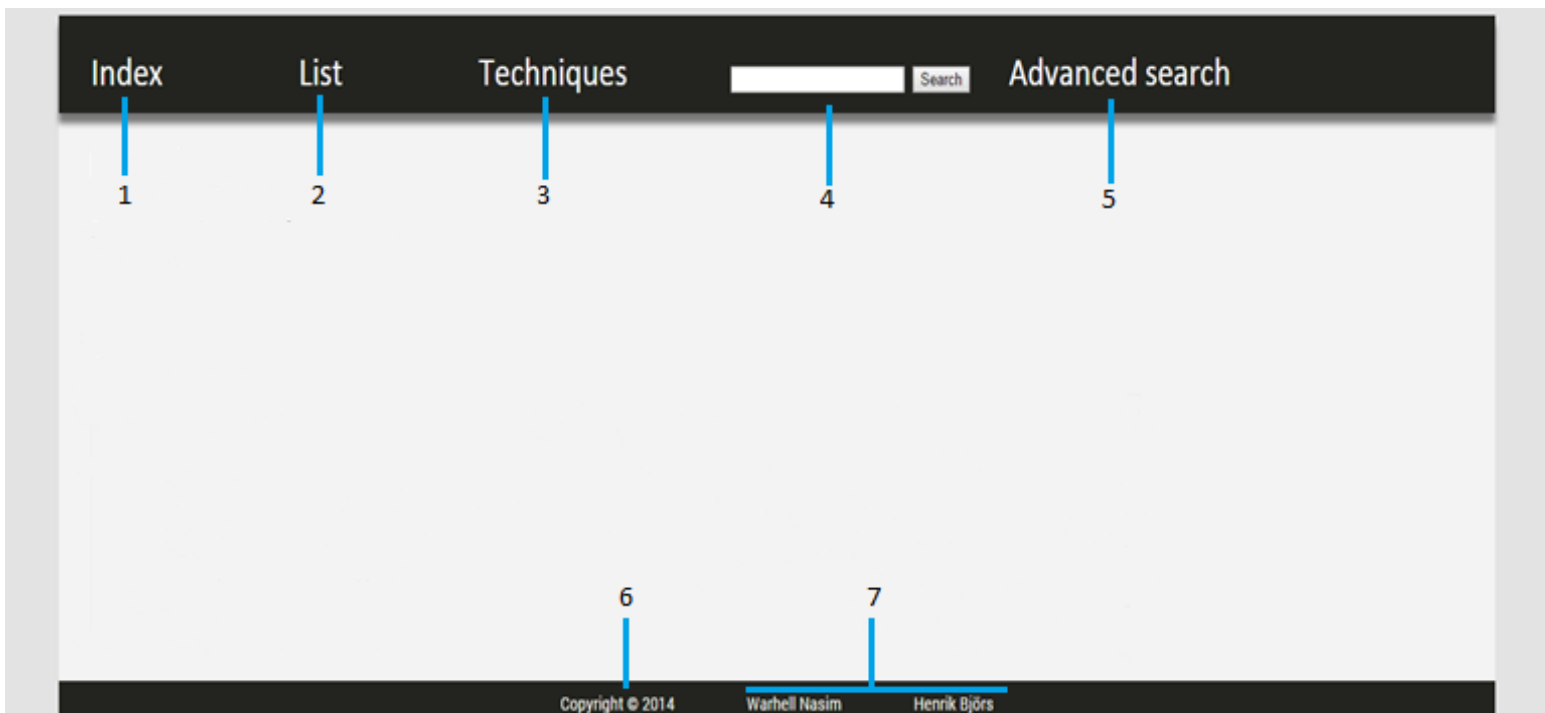 Index List Techniques Search Advanced search
1 2 3 4 5
6 7
Copyright © 2014 Warhell Nasim Henrik Björs